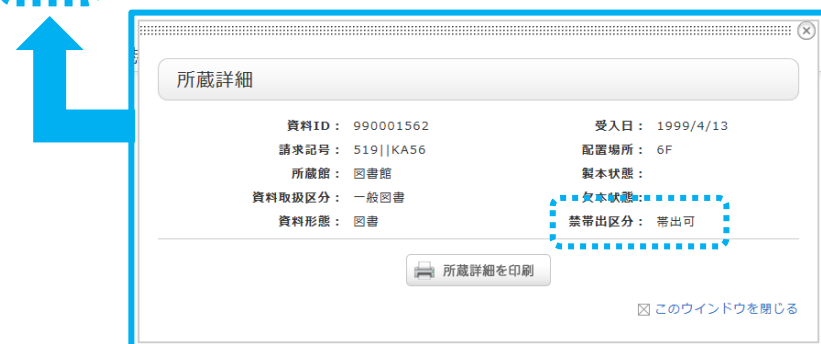 所蔵詳細
資料ID： 990001562 受入日： 1999/4/13
請求記号： 519||KA56 配置場所： 6F
所蔵館： 図書館 製本状態：
資料取扱区分： 一般図書 欠本状態：
資料形態： 図書 禁帯出区分： 帯出可
所蔵詳細を印刷
このウインドウを閉じる